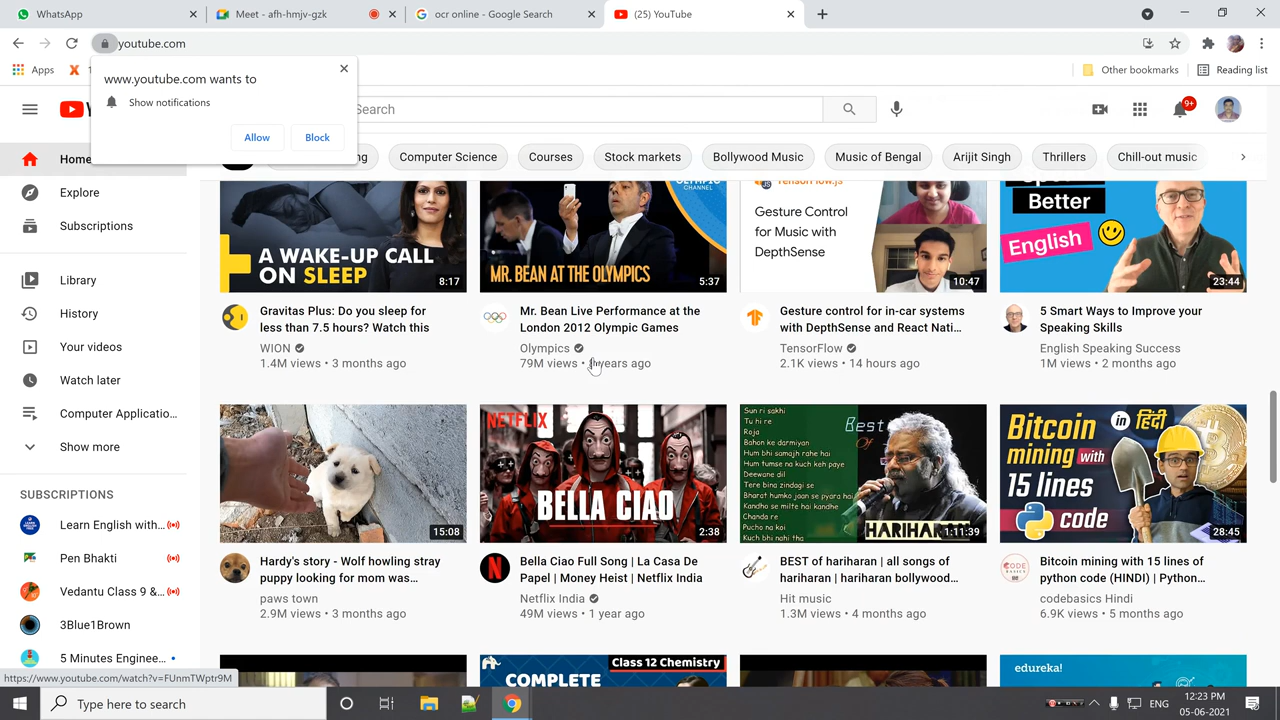 WhatsApp
Meet - afh-hmjv-gzk
ocr online - Google Search
(25) YouTube
youtube.com
Apps
Other bookmarks
Reading list
www.youtube.com wants to
Show notifications
Allow
Block
Search
9+
Computer Science
Courses
Stock markets
Bollywood Music
Music of Bengal
Arijit Singh
Thrillers
Chill-out music
Home
Explore
Subscriptions
Library
History
Your videos
Watch later
Computer Applicatio...
Show more
SUBSCRIPTIONS
Learn English with...
Pen Bhakti
Vedantu Class 9 &...
3Blue1Brown
5 Minutes Enginee...
A WAKE-UP CALL
ON SLEEP
8:17
Gravitas Plus: Do you sleep for
less than 7.5 hours? Watch this
WION
1.4M views • 3 months ago
OLYMPIC
CHANNEL
MR. BEAN AT THE OLYMPICS
5:37
Mr. Bean Live Performance at the
London 2012 Olympic Games
Olympics
79M views • years ago
TensorFlow.js
Gesture Control
for Music with
DepthSense
10:47
Gesture control for in-car systems
with DepthSense and React Nati...
TensorFlow
2.1K views • 14 hours ago
Better
English
23:44
5 Smart Ways to Improve your
Speaking Skills
English Speaking Success
1M views • 2 months ago
15:08
Hardy's story - Wolf howling stray
puppy looking for mom was...
paws town
2.9M views • 3 months ago
NETFLIX
BELLA CIAO
2:38
Bella Ciao Full Song | La Casa De
Papel | Money Heist | Netflix India
Netflix India
49M views • 1 year ago
Sun ri sakhi
Tu hi re
Roja
Bahon ke darmiyan
Hum bhi samajh rahe hai
Hum tumse na kuch keh paye
Deewane dil
Tere bina zindagi se
Bharat humko jaan se pyara hai
Kandho se milte hai kandhe
Chanda re
Pucho na koi
Kuch bhi nahi tha
Best
Of
HARIHAR
1:11:39
BEST of hariharan | all songs of
hariharan | hariharan bollywood...
Hit music
1.3M views • 4 months ago
Bitcoin in हिंदी
mining with
15 lines
code
28:45
CODE
BASICS
Bitcoin mining with 15 lines of
python code (HINDI) | Python...
codebasics Hindi
6.9K views • 5 months ago
Class 12 Chemistry
COMPLETE
edureka!
https://www.youtube.com/watch?v=FUnmTWptr9M
Type here to search
ENG
12:23 PM
05-06-2021